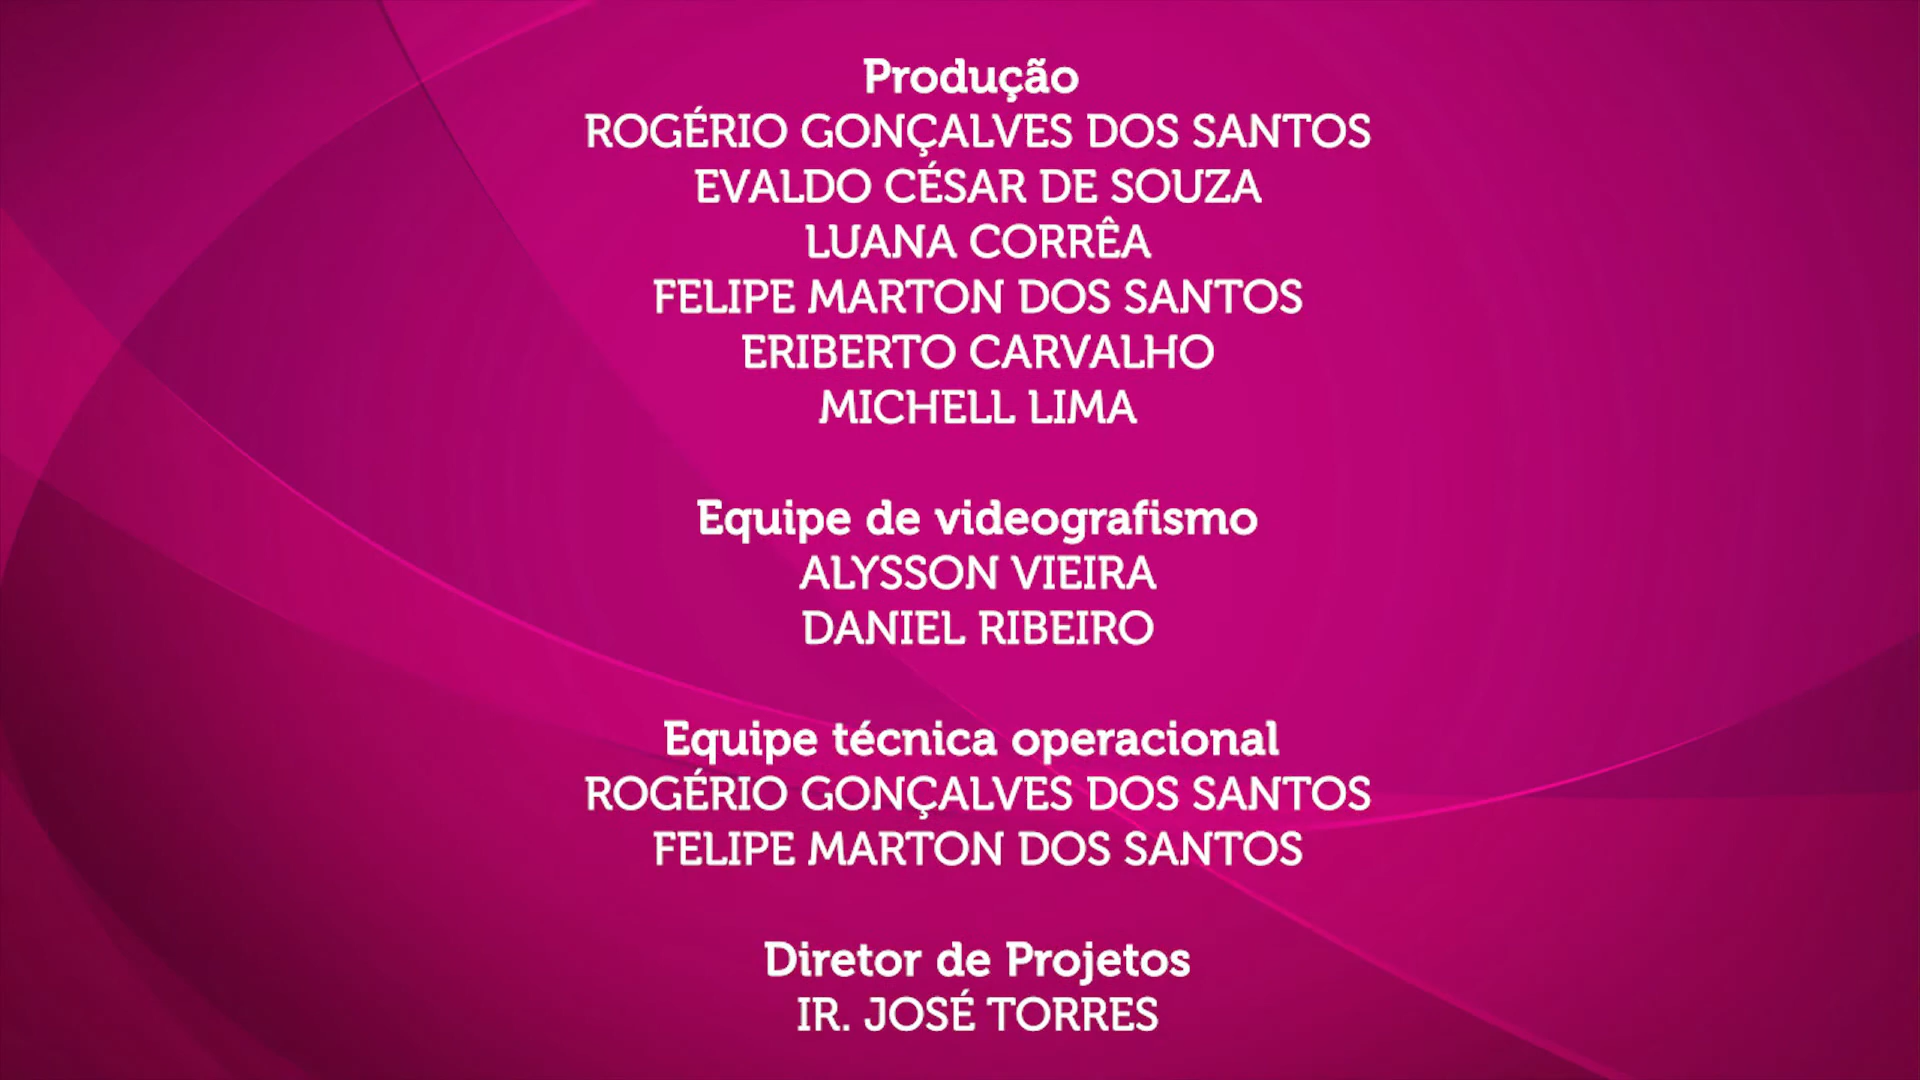 Produção
ROGÉRIO GONÇALVES DOS SANTOS
EVALDO CÉSAR DE SOUZA
LUANA CORRÊA
FELIPE MARTON DOS SANTOS
ERIBERTO CARVALHO
MICHELL LIMA
Equipe de videografismo
ALYSSON VIEIRA
DANIEL RIBEIRO
Equipe técnica operacional
ROGÉRIO GONÇALVES DOS SANTOS
FELIPE MARTON DOS SANTOS
Diretor de Projetos
IR. JOSÉ TORRES